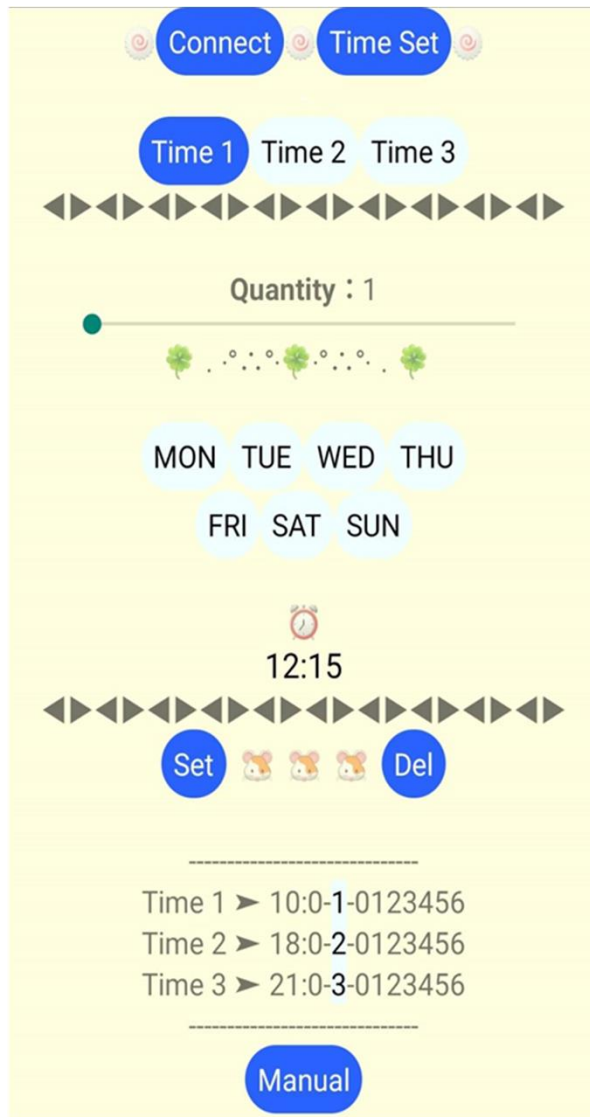 Connect Time Set
Time 1 Time 2 Time 3
Quantity : 1
MON TUE WED THU
FRI SAT SUN
12:15
Set Del
------------------------------
Time 1 ➤ 10:0-1-0123456
Time 2 ➤ 18:0-2-0123456
Time 3 ➤ 21:0-3-0123456
------------------------------
Manual